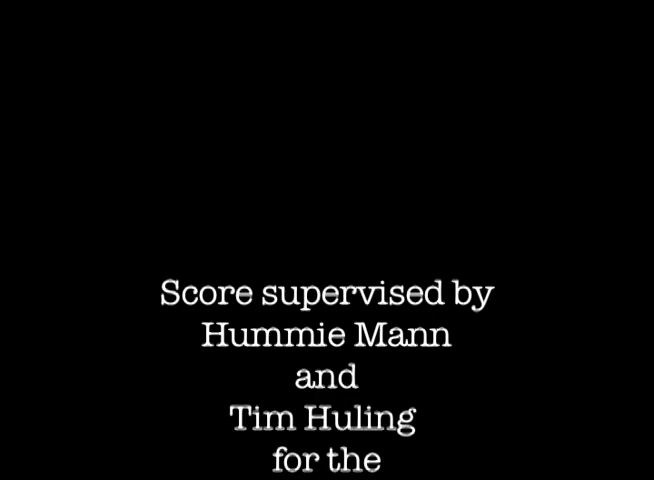 Score supervised by
Hummie Mann
and
Tim Huling
for the